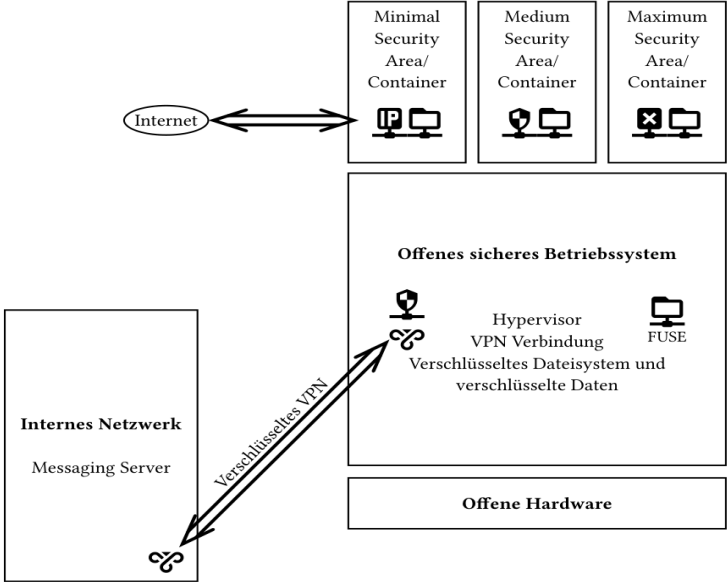 Minimal
Security
Area/
Container
Medium
Security
Area/
Container
Maximum
Security
Area/
Container
Internet
IP
Offenes sicheres Betriebssystem
Hypervisor
VPN Verbindung
Verschlüsseltes Dateisystem und
verschlüsselte Daten
FUSE
Verschlüsseltes VPN
Internes Netzwerk
Messaging Server
Offene Hardware